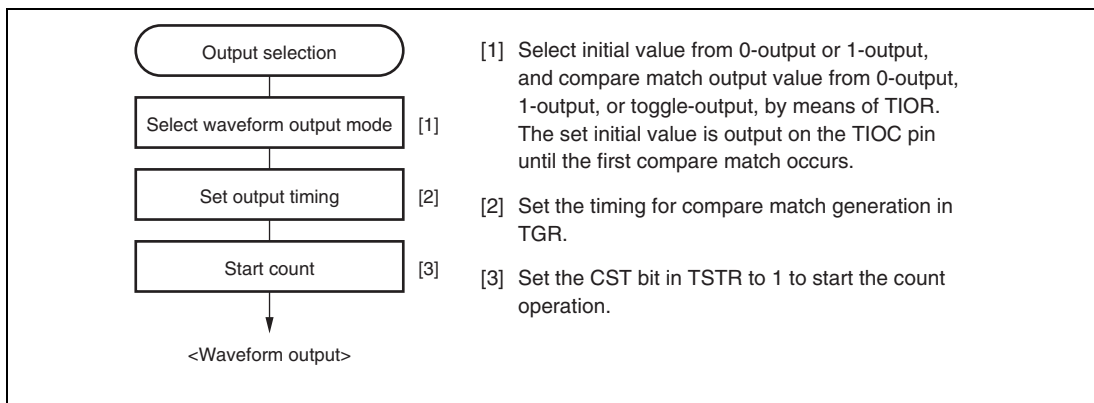 Output selection
Select waveform output mode [1]
Set output timing [2]
Start count [3]
<Waveform output>
[1] Select initial value from 0-output or 1-output,
and compare match output value from 0-output,
1-output, or toggle-output, by means of TIOR.
The set initial value is output on the TIOC pin
until the first compare match occurs.
[2] Set the timing for compare match generation in
TGR.
[3] Set the CST bit in TSTR to 1 to start the count
operation.